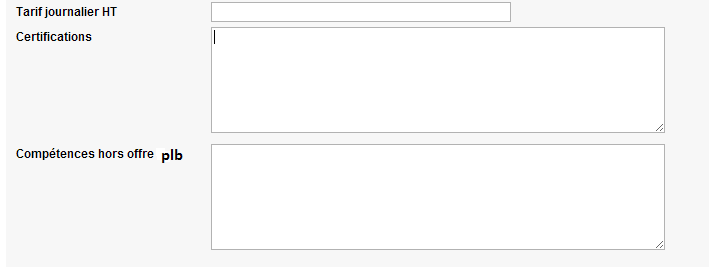 Tarif journalier HT
Certifications
Compétences hors offre plb